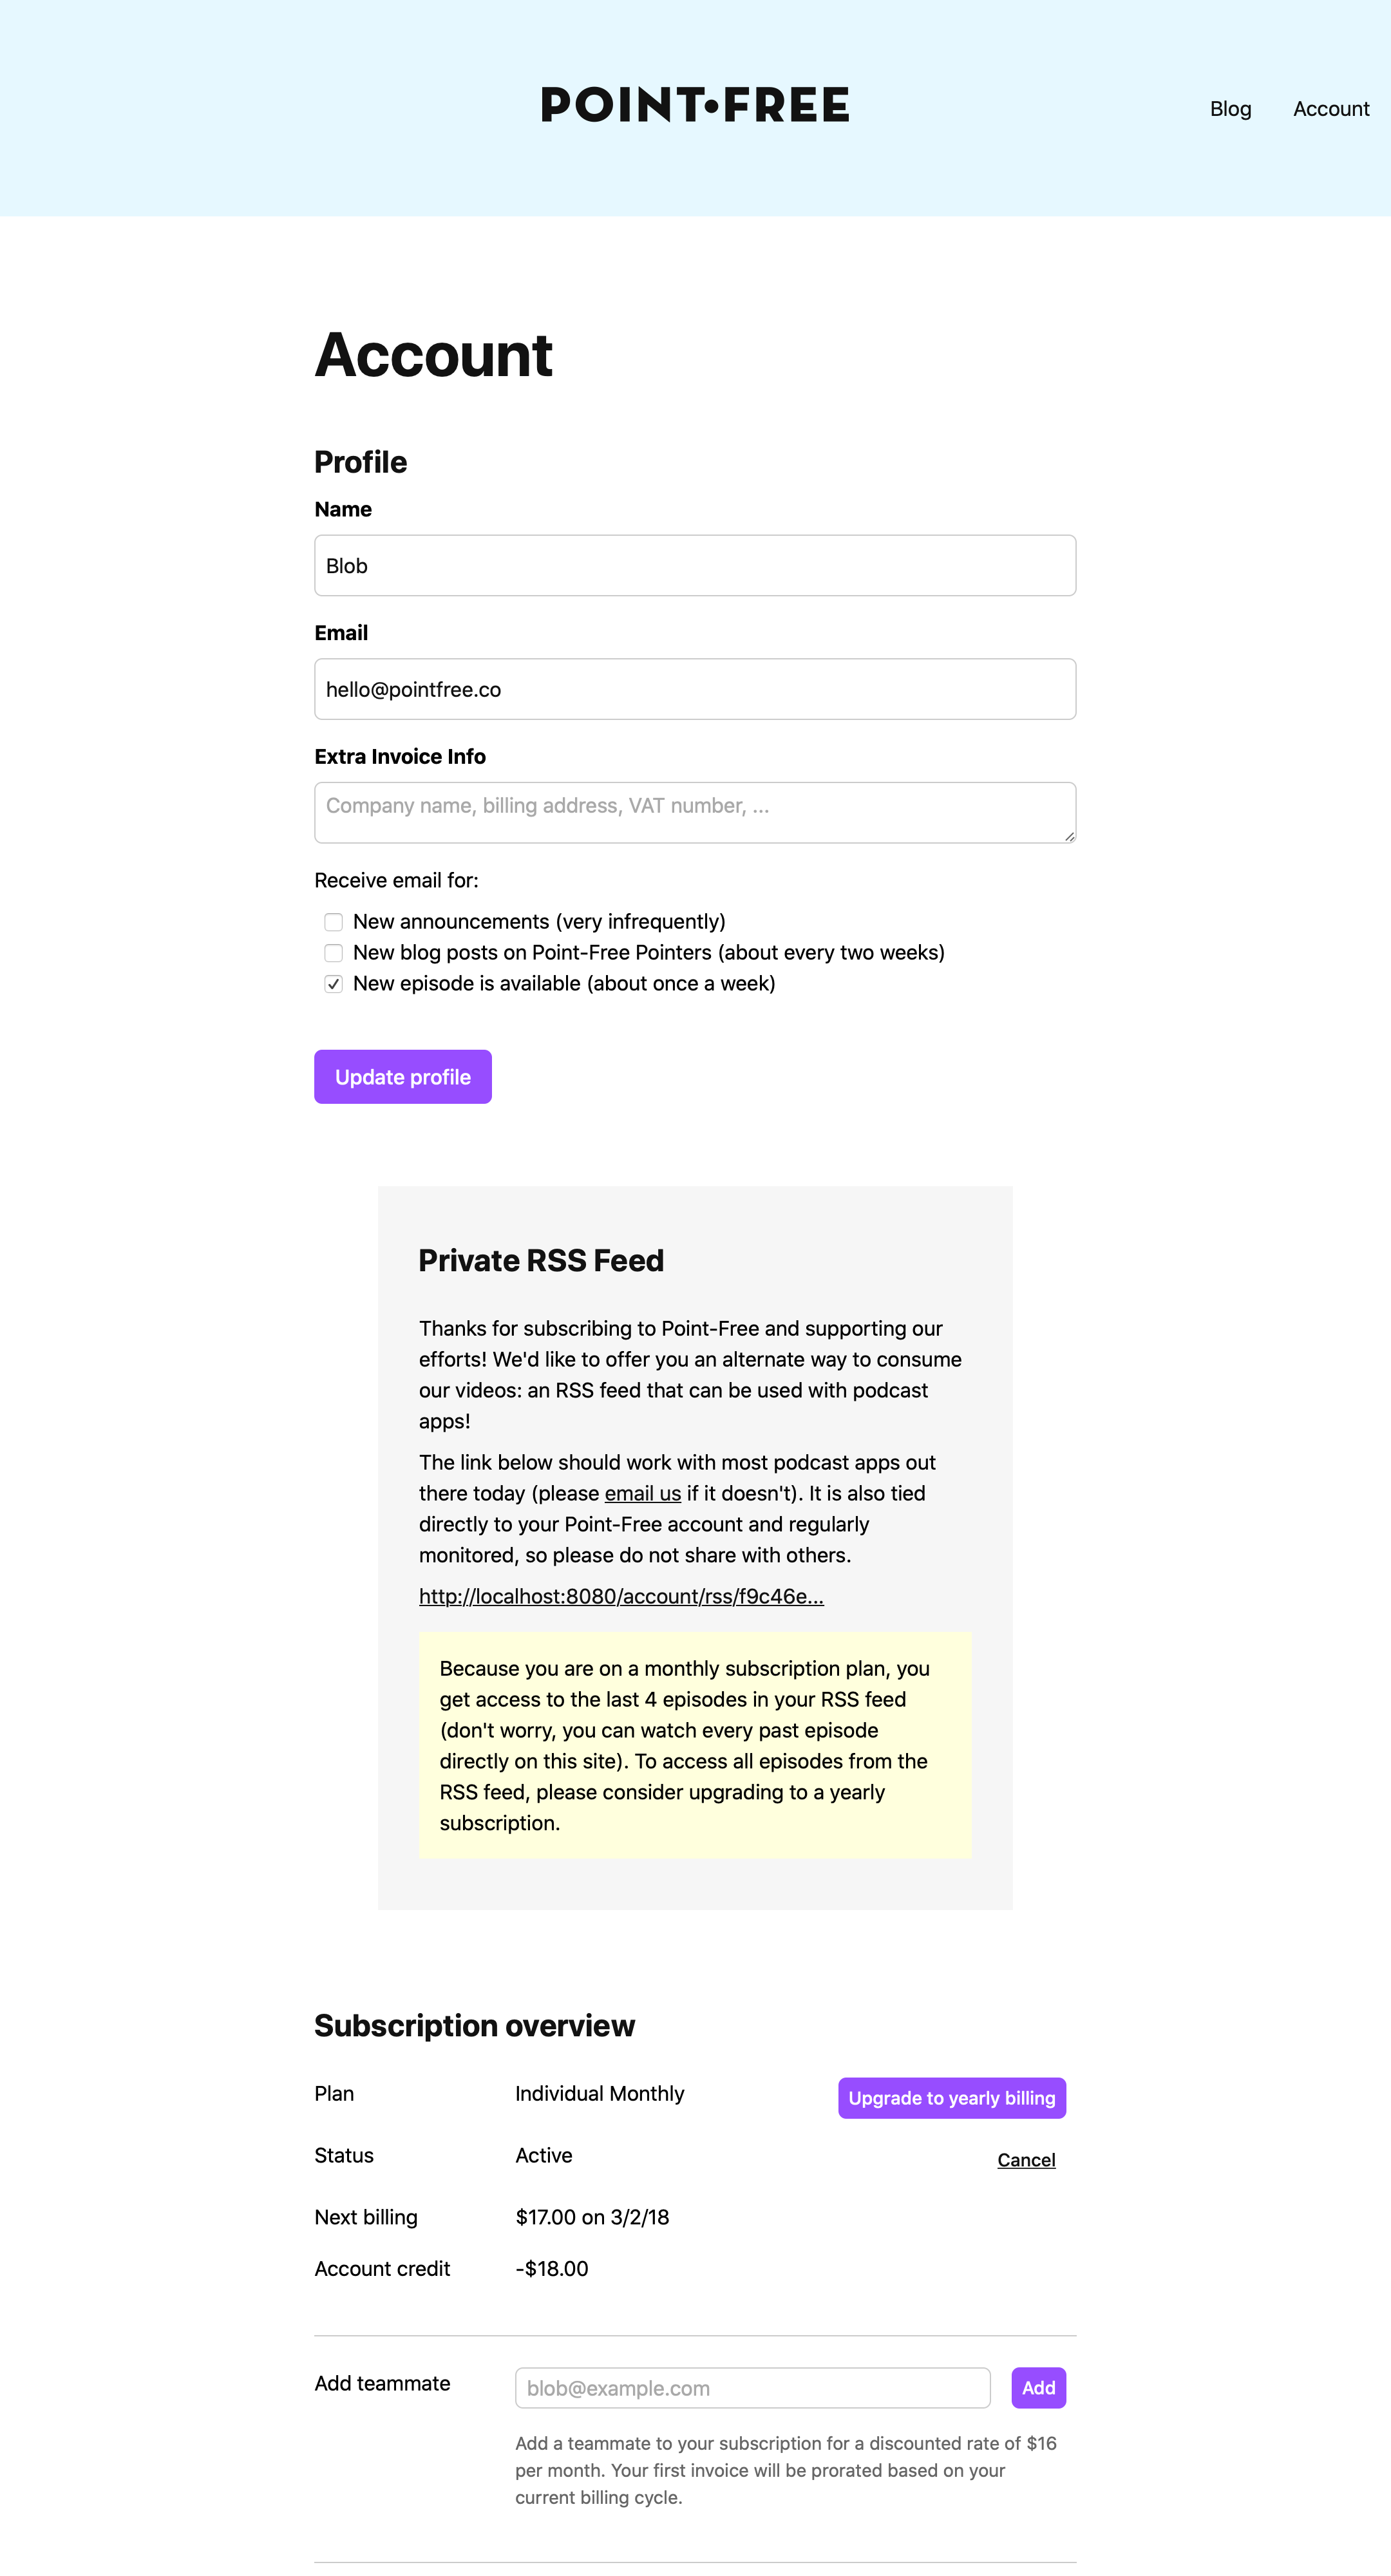 POINT•FREE
Blog
Account
Account
Profile
Name
Blob
Email
hello@pointfree.co
Extra Invoice Info
Company name, billing address, VAT number, ...
Receive email for:
New announcements (very infrequently)
New blog posts on Point-Free Pointers (about every two weeks)
New episode is available (about once a week)
Update profile
Private RSS Feed
Thanks for subscribing to Point-Free and supporting our
efforts! We'd like to offer you an alternate way to consume
our videos: an RSS feed that can be used with podcast
apps!
The link below should work with most podcast apps out
there today (please email us if it doesn't). It is also tied
directly to your Point-Free account and regularly
monitored, so please do not share with others.
http://localhost:8080/account/rss/f9c46e...
Because you are on a monthly subscription plan, you
get access to the last 4 episodes in your RSS feed
(don't worry, you can watch every past episode
directly on this site). To access all episodes from the
RSS feed, please consider upgrading to a yearly
subscription.
Subscription overview
Plan
Individual Monthly
Upgrade to yearly billing
Status
Active
Cancel
Next billing
$17.00 on 3/2/18
Account credit
-$18.00
Add teammate
blob@example.com
Add
Add a teammate to your subscription for a discounted rate of $16
per month. Your first invoice will be prorated based on your
current billing cycle.